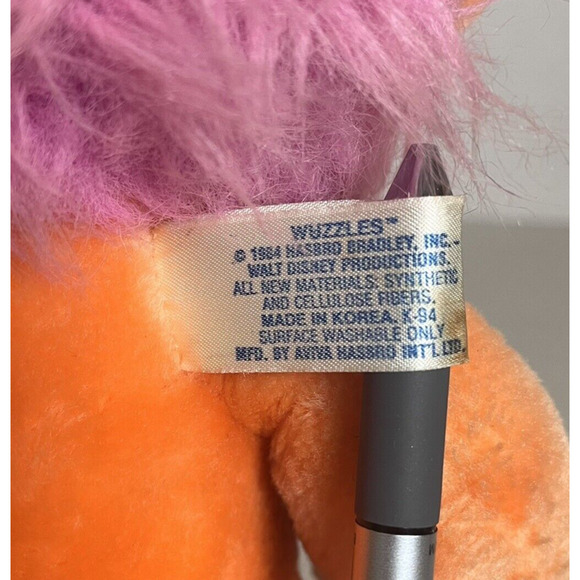 WUZZLES™
© 1984 HASBRO BRADLEY, INC.-
WALT DISNEY PRODUCTIONS.
ALL NEW MATERIALS, SYNTHETIC
AND CELLULOSE FIBERS.
MADE IN KOREA. K-94
SURFACE WASHABLE ONLY
MFD. BY AVIVA HASBRO INT'L LTD.